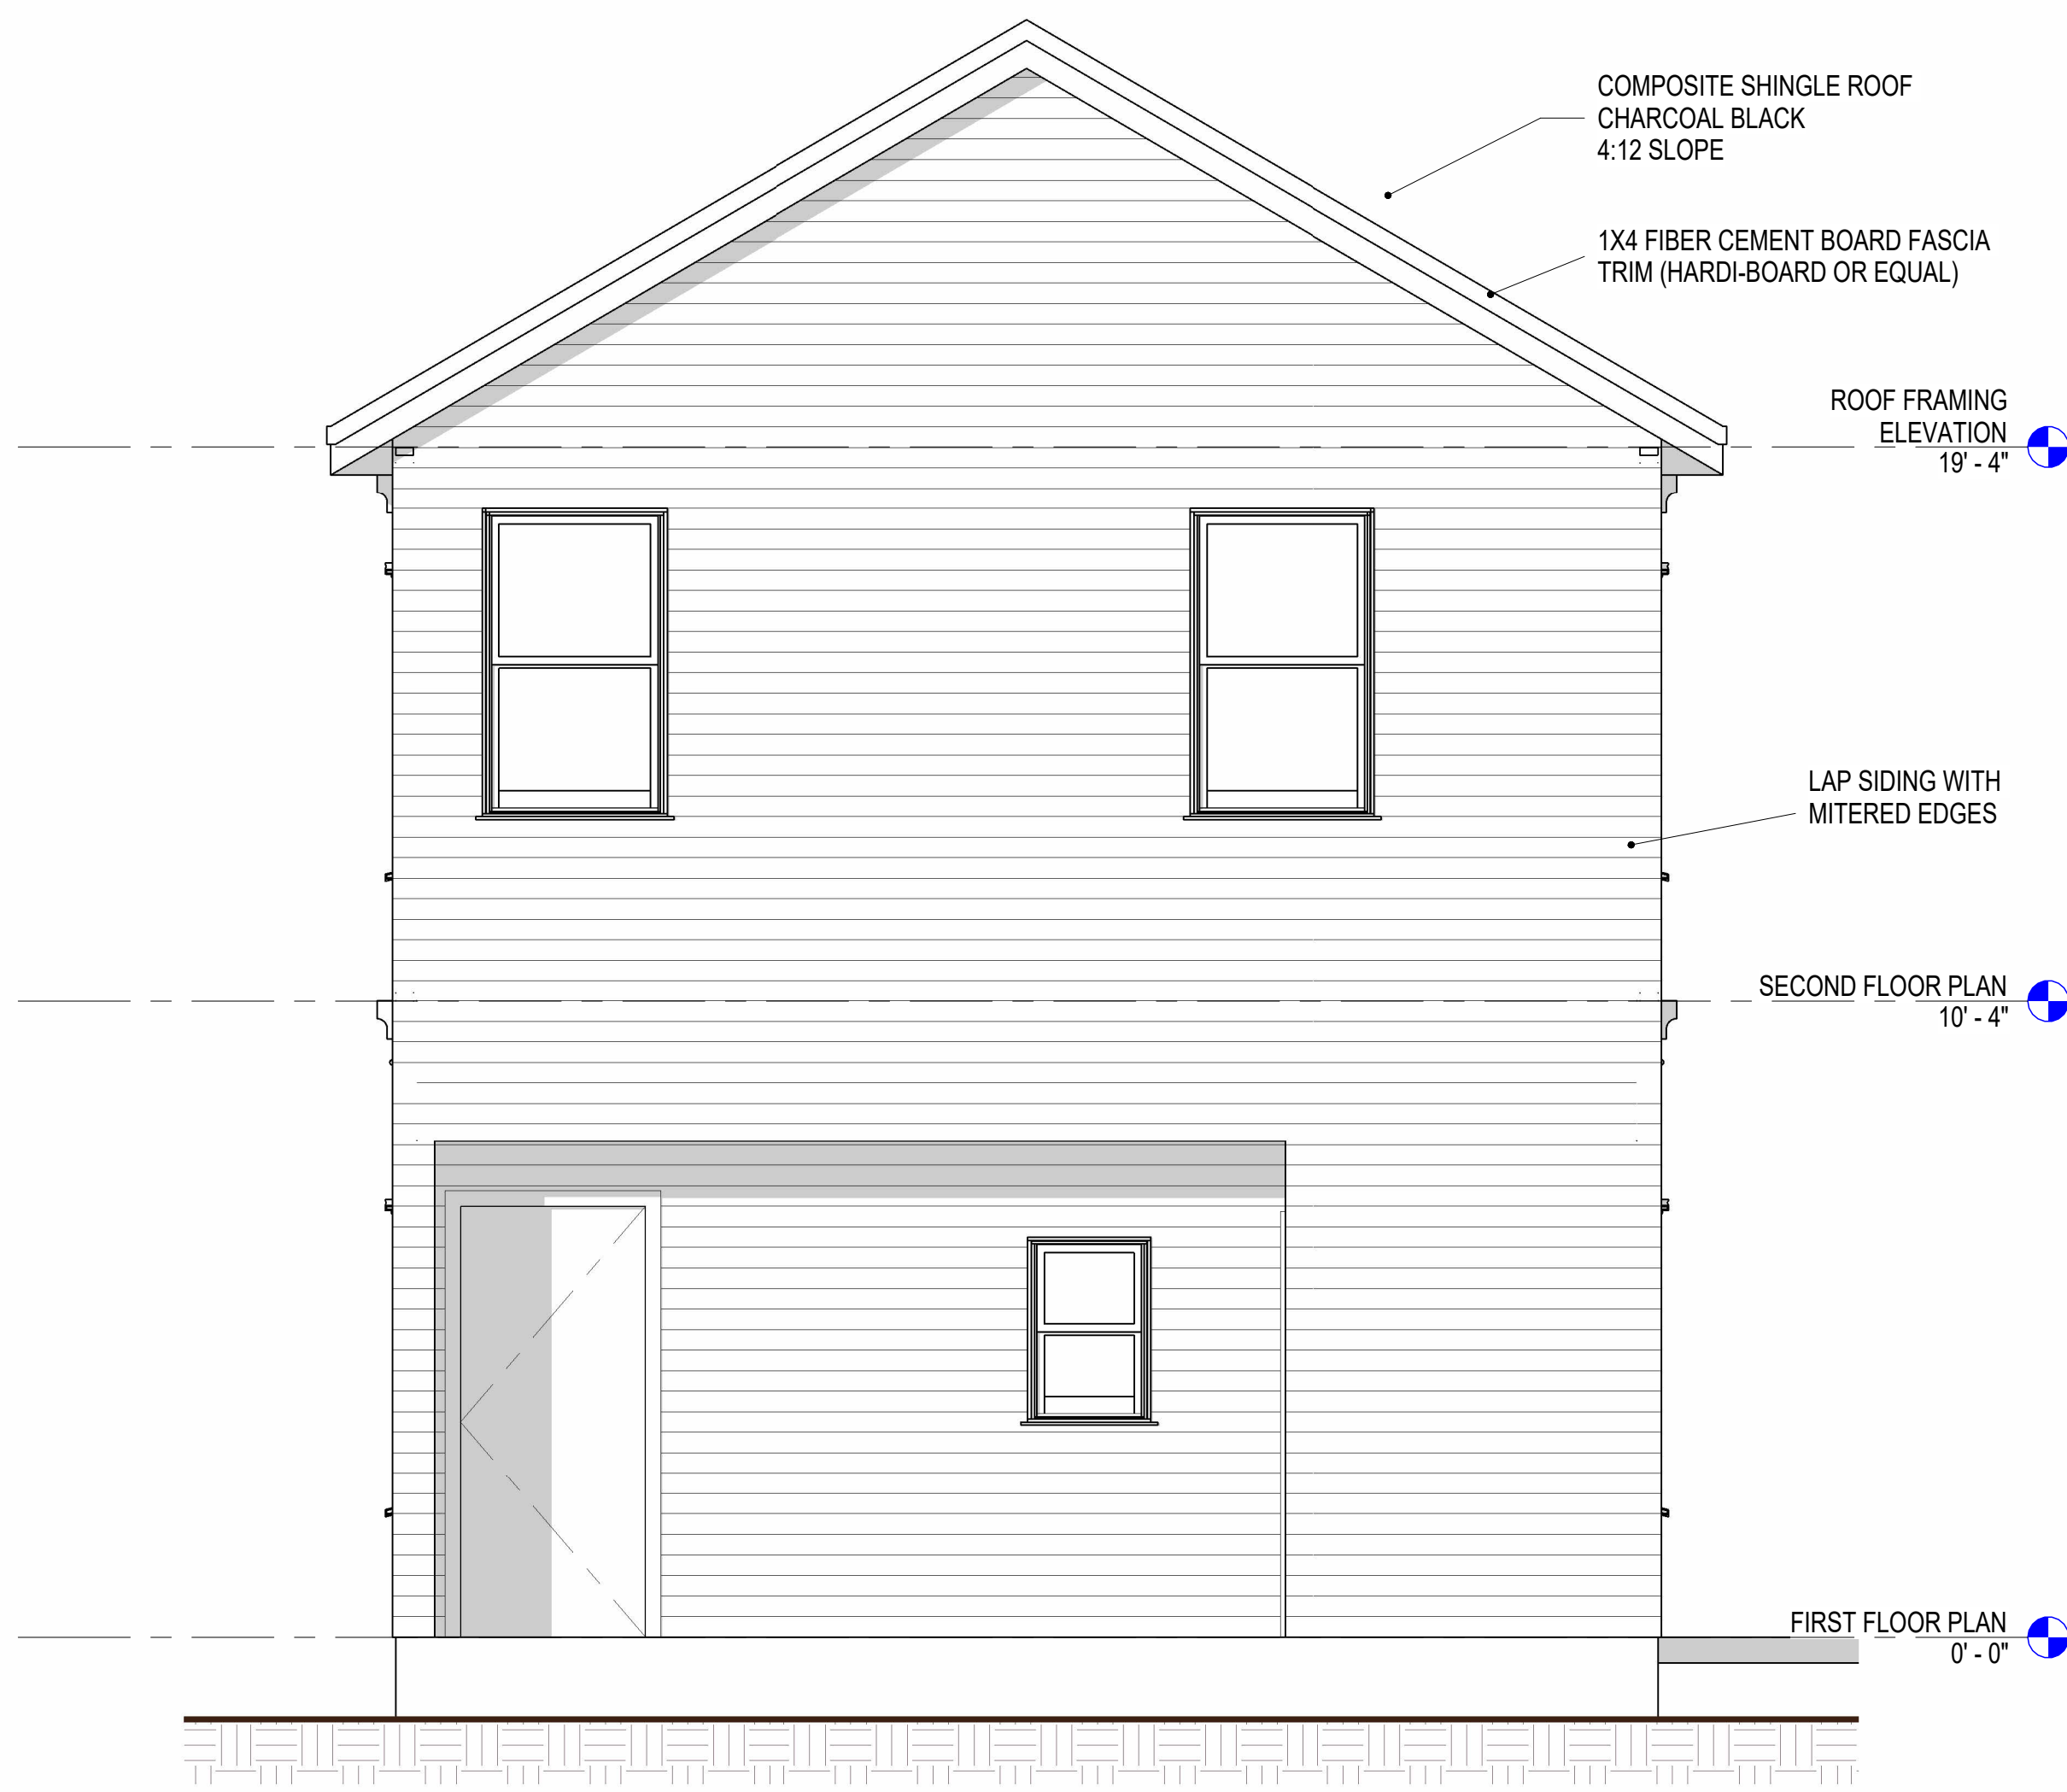 COMPOSITE SHINGLE ROOF
CHARCOAL BLACK
4:12 SLOPE
1X4 FIBER CEMENT BOARD FASCIA
TRIM (HARDI-BOARD OR EQUAL)
ROOF FRAMING
ELEVATION
19' - 4"
LAP SIDING WITH
MITERED EDGES
SECOND FLOOR PLAN
10' - 4"
FIRST FLOOR PLAN
0' - 0"